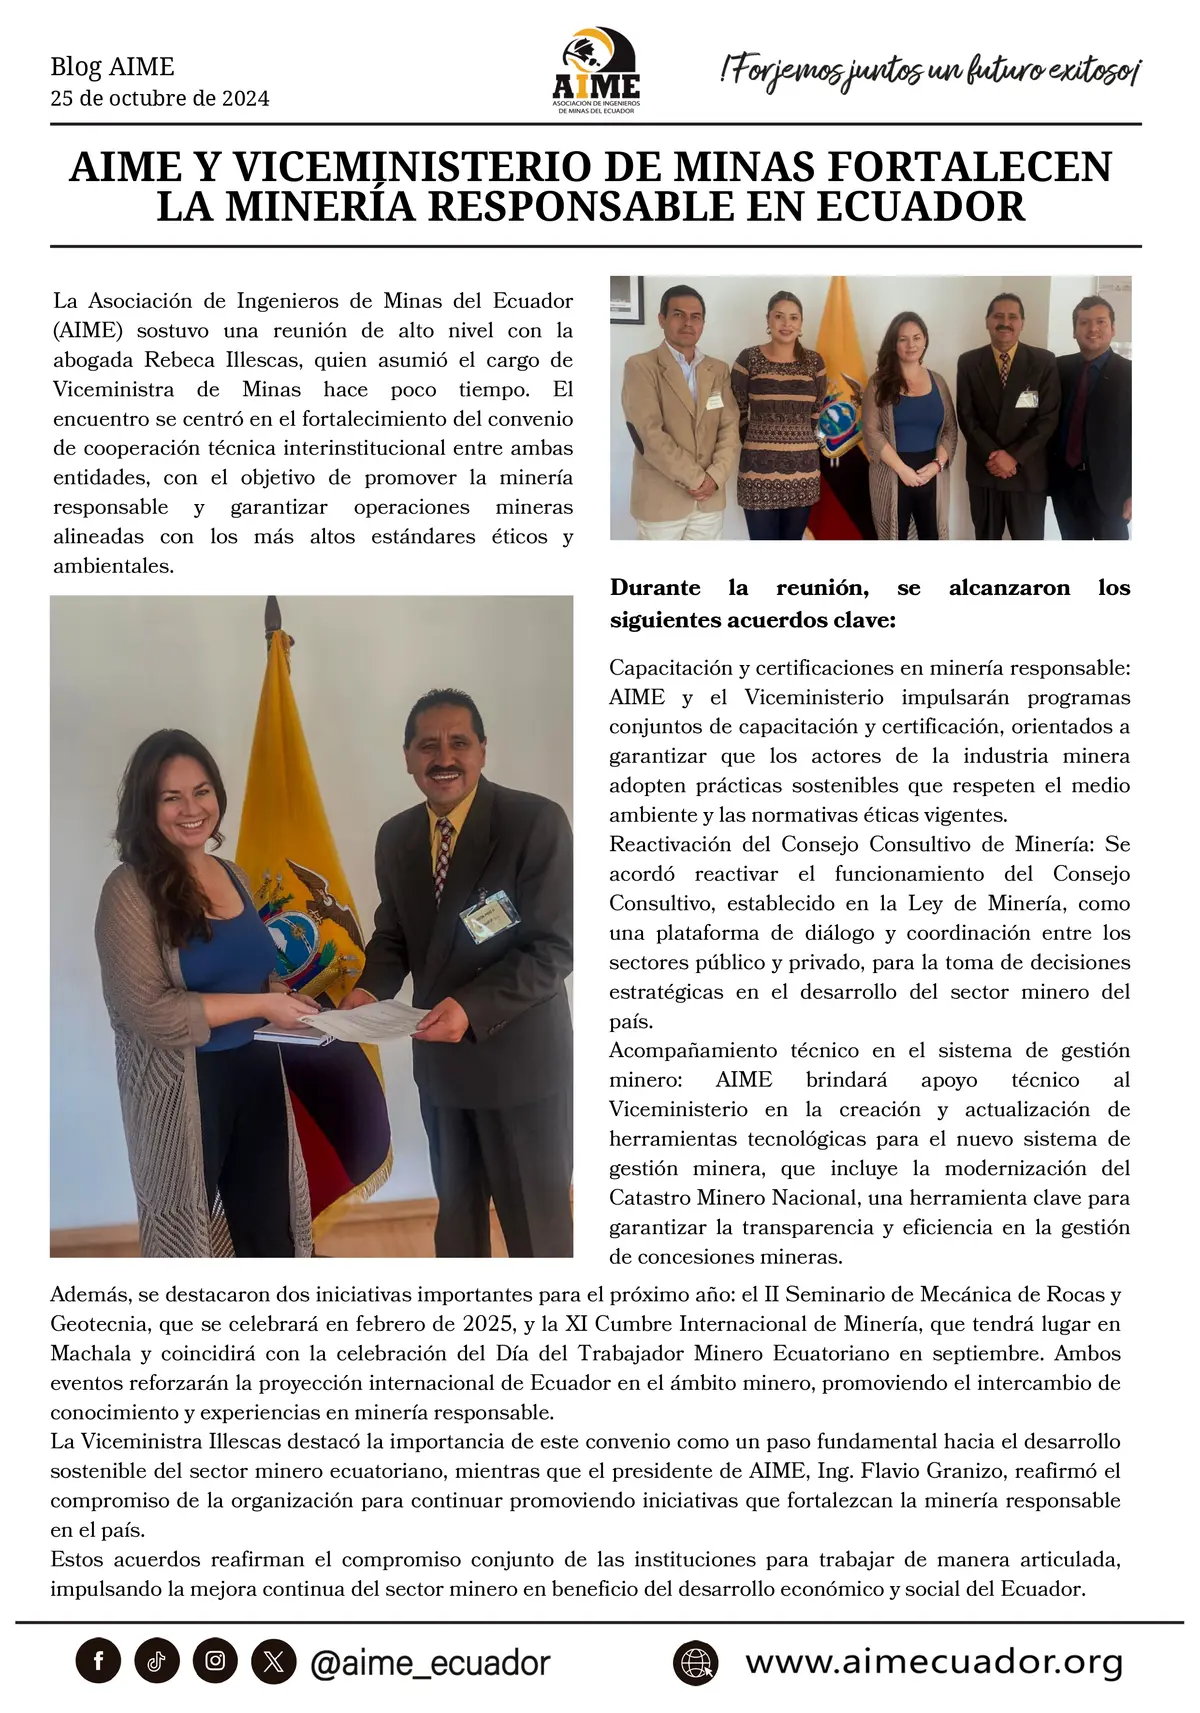 Blog AIME
25 de octubre de 2024
AIME
ASOCIACIÓN DE INGENIEROS
DE MINAS DEL ECUADOR
!Forjemos juntos un futuro exitoso¡
AIME Y VICEMINISTERIO DE MINAS FORTALECEN
LA MINERÍA RESPONSABLE EN ECUADOR
La Asociación de Ingenieros de Minas del Ecuador
(AIME) sostuvo una reunión de alto nivel con la
abogada Rebeca Illescas, quien asumió el cargo de
Viceministra de Minas hace poco tiempo. El
encuentro se centró en el fortalecimiento del convenio
de cooperación técnica interinstitucional entre ambas
entidades, con el objetivo de promover la minería
responsable y garantizar operaciones mineras
alineadas con los más altos estándares éticos y
ambientales.
Durante la reunión, se alcanzaron los
siguientes acuerdos clave:
Capacitación y certificaciones en minería responsable:
AIME y el Viceministerio impulsarán programas
conjuntos de capacitación y certificación, orientados a
garantizar que los actores de la industria minera
adopten prácticas sostenibles que respeten el medio
ambiente y las normativas éticas vigentes.
Reactivación del Consejo Consultivo de Minería: Se
acordó reactivar el funcionamiento del Consejo
Consultivo, establecido en la Ley de Minería, como
una plataforma de diálogo y coordinación entre los
sectores público y privado, para la toma de decisiones
estratégicas en el desarrollo del sector minero del
país.
Acompañamiento técnico en el sistema de gestión
minero: AIME brindará apoyo técnico al
Viceministerio en la creación y actualización de
herramientas tecnológicas para el nuevo sistema de
gestión minera, que incluye la modernización del
Catastro Minero Nacional, una herramienta clave para
garantizar la transparencia y eficiencia en la gestión
de concesiones mineras.
Además, se destacaron dos iniciativas importantes para el próximo año: el II Seminario de Mecánica de Rocas y
Geotecnia, que se celebrará en febrero de 2025, y la XI Cumbre Internacional de Minería, que tendrá lugar en
Machala y coincidirá con la celebración del Día del Trabajador Minero Ecuatoriano en septiembre. Ambos
eventos reforzarán la proyección internacional de Ecuador en el ámbito minero, promoviendo el intercambio de
conocimiento y experiencias en minería responsable.
La Viceministra Illescas destacó la importancia de este convenio como un paso fundamental hacia el desarrollo
sostenible del sector minero ecuatoriano, mientras que el presidente de AIME, Ing. Flavio Granizo, reafirmó el
compromiso de la organización para continuar promoviendo iniciativas que fortalezcan la minería responsable
en el país.
Estos acuerdos reafirman el compromiso conjunto de las instituciones para trabajar de manera articulada,
impulsando la mejora continua del sector minero en beneficio del desarrollo económico y social del Ecuador.
@aime_ecuador
www.aimecuador.org